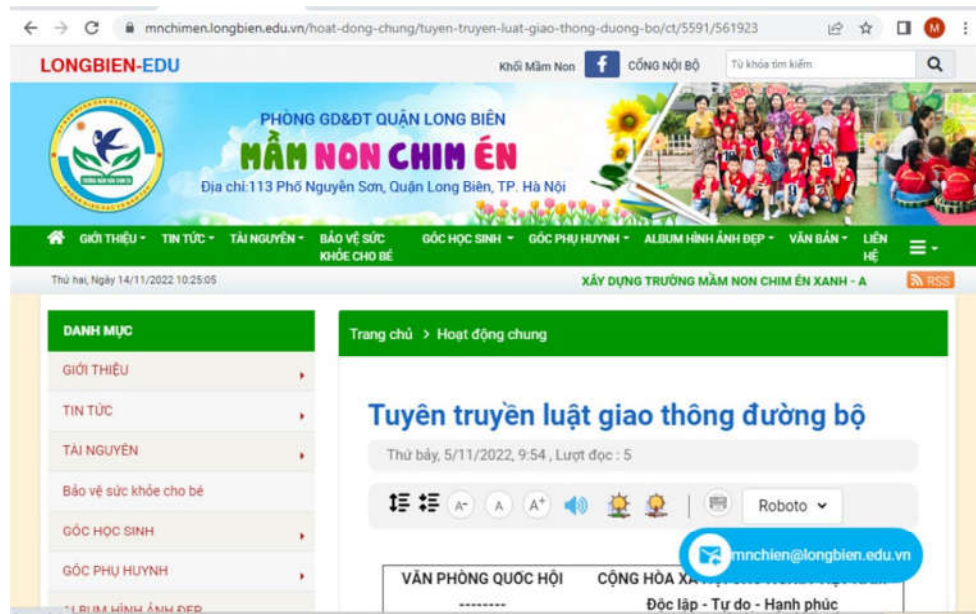 mnchimen.longbien.edu.vn/hoat-dong-chung/tuyen-truyen-luat-giao-thong-duong-bo/ct/5591/561923
M
LONGBIEN-EDU
Khối Mầm Non
f
CỔNG NỘI BỘ
Từ khóa tìm kiếm
PHÒNG GD&ĐT QUẬN LONG BIÊN
MẦM NON CHIM ÉN
Địa chỉ:113 Phố Nguyễn Sơn, Quận Long Biên, TP. Hà Nội
GIỚI THIỆU
TIN TỨC
TÀI NGUYÊN
BẢO VỆ SỨC KHỎE CHO BÉ
GÓC HỌC SINH
GÓC PHỤ HUYNH
ALBUM HÌNH ẢNH ĐẸP
VĂN BẢN
LIÊN HỆ
Thứ hai, Ngày 14/11/2022 10:25:05
XÂY DỰNG TRƯỜNG MẦM NON CHIM ÉN XANH - A
RSS
DANH MỤC
GIỚI THIỆU
TIN TỨC
TÀI NGUYÊN
Bảo vệ sức khỏe cho bé
GÓC HỌC SINH
GÓC PHỤ HUYNH
ALBUM HÌNH ẢNH ĐẸP
Trang chủ > Hoạt động chung
Tuyên truyền luật giao thông đường bộ
Thứ bảy, 5/11/2022, 9:54 , Lượt đọc : 5
A-
A
A+
Roboto
mnchien@longbien.edu.vn
VĂN PHÒNG QUỐC HỘI
--------
CỘNG HÒA XÃ
Độc lập - Tự do - Hạnh phúc